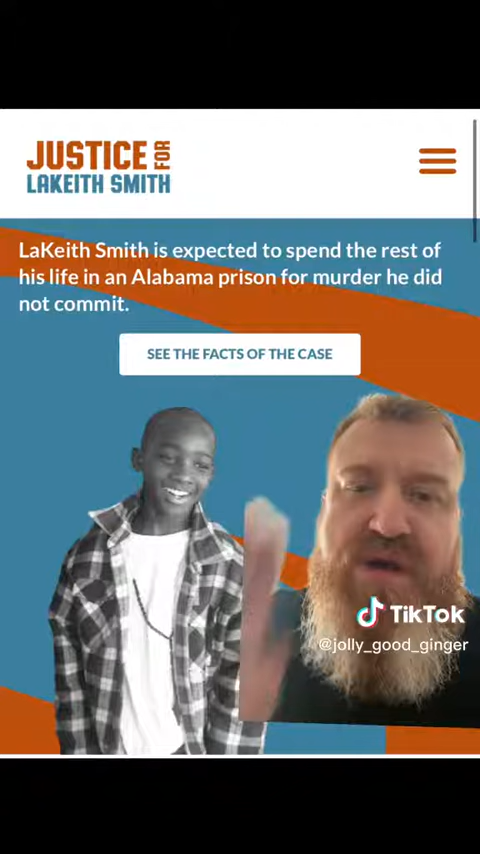 JUSTICE FOR
LAKEITH SMITH
LaKeith Smith is expected to spend the rest of
his life in an Alabama prison for murder he did
not commit.
SEE THE FACTS OF THE CASE
TikTok
@jolly_good_ginger